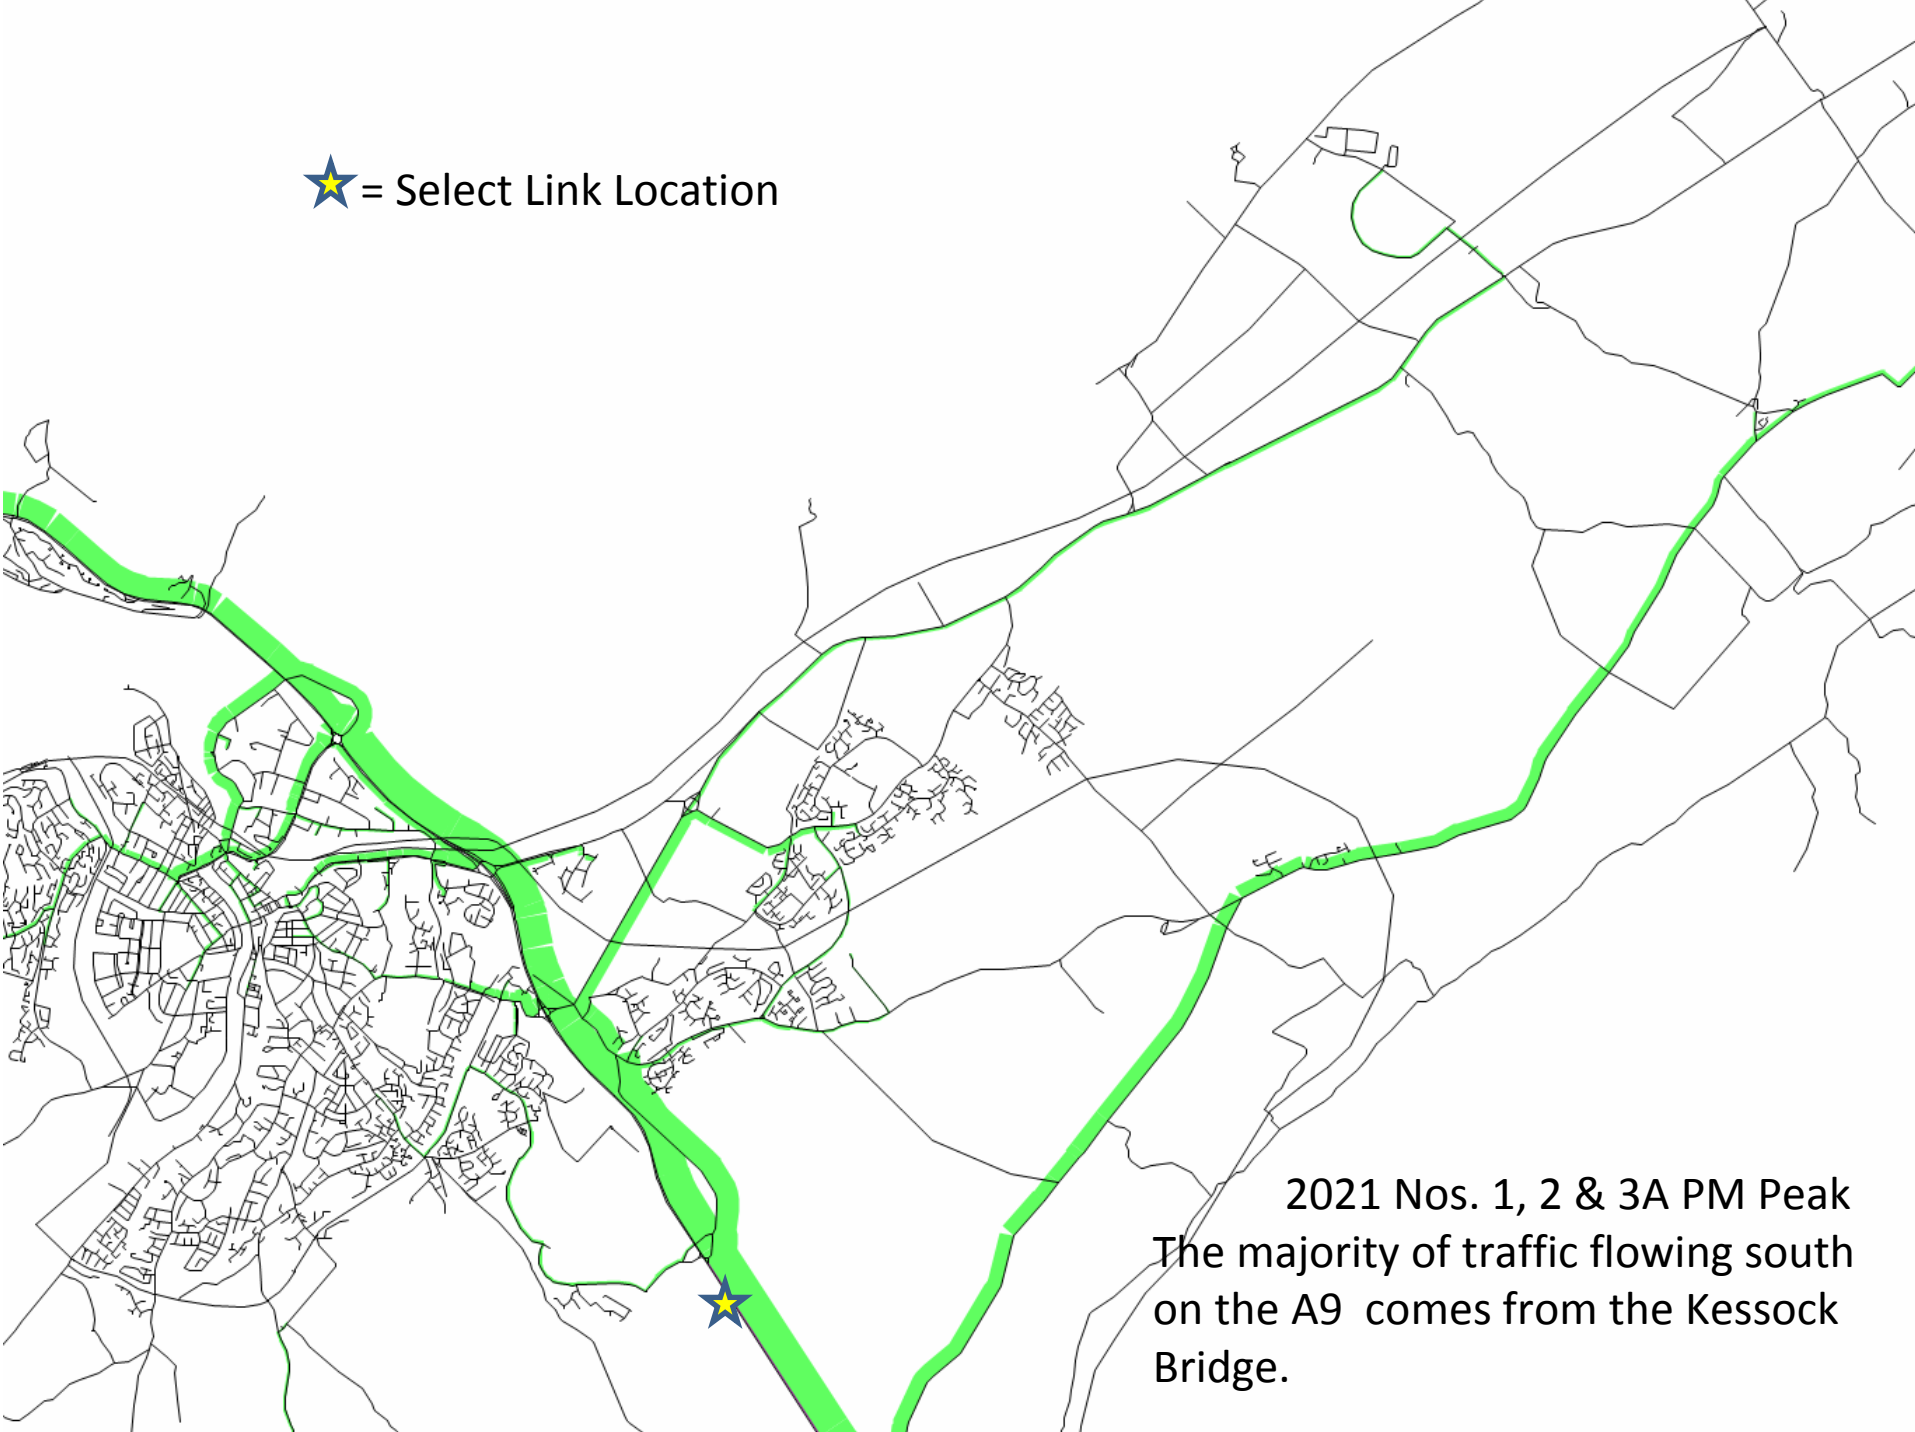 = Select Link Location
2021 Nos. 1, 2 & 3A PM Peak
The majority of traffic flowing south
on the A9 comes from the Kessock
Bridge.